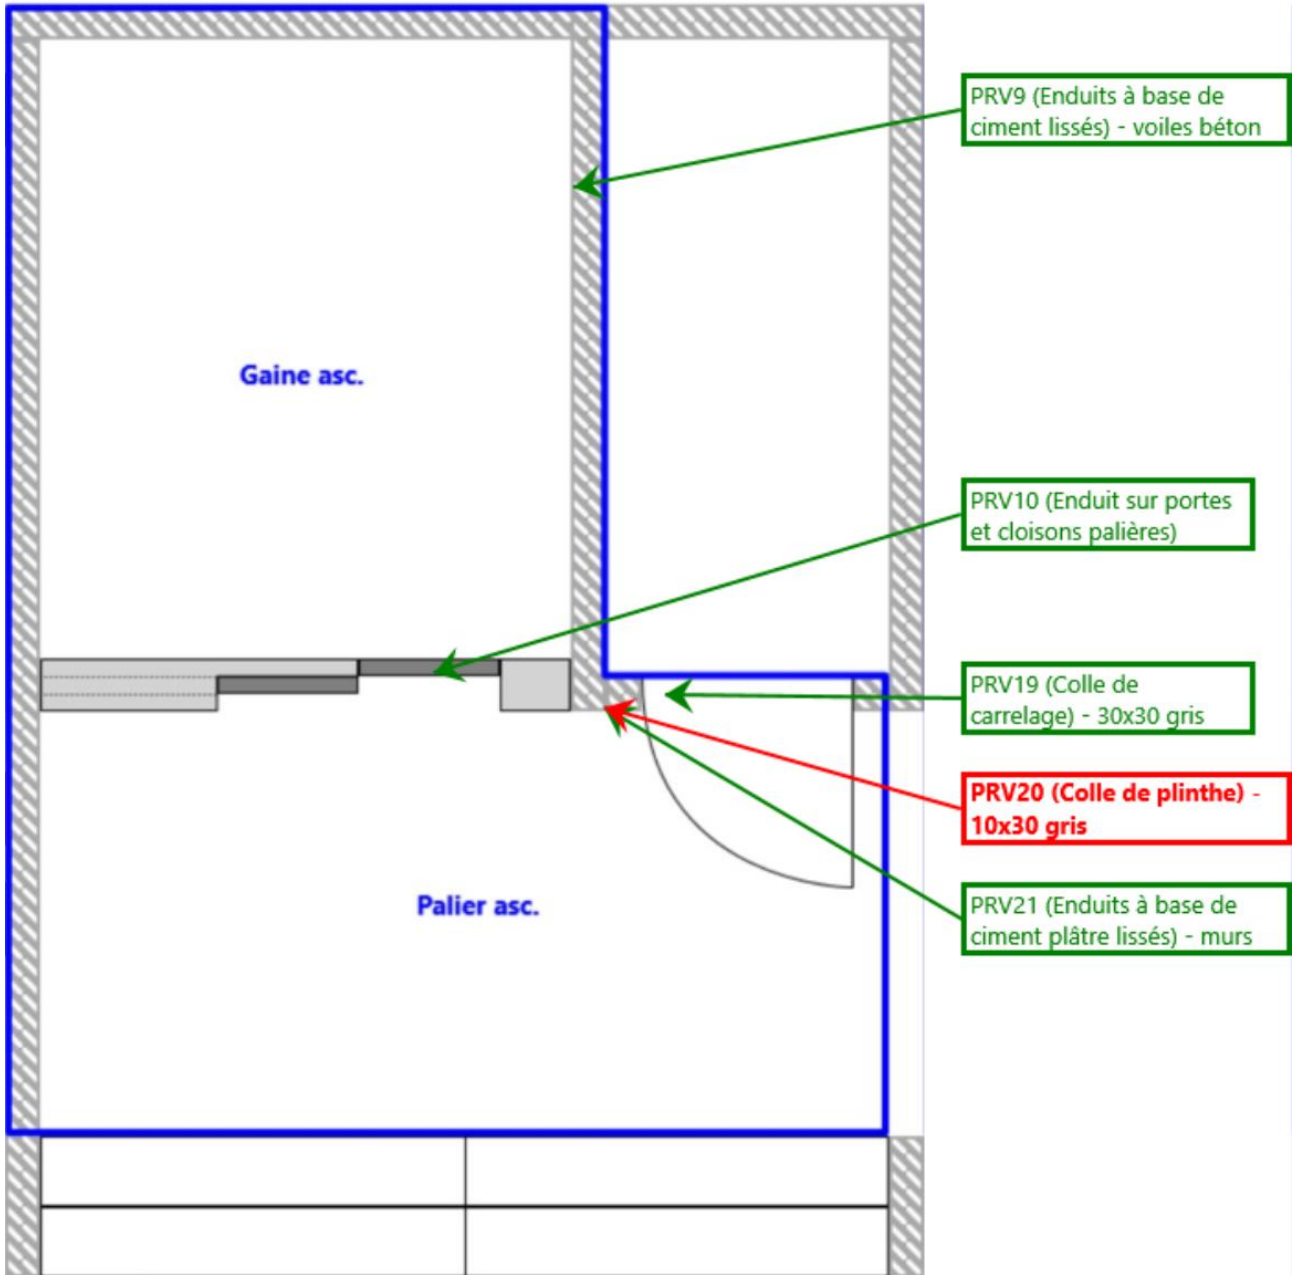 PRV9 (Enduits à base de
ciment lissés) - voiles béton
Gaine asc.
PRV10 (Enduit sur portes
et cloisons palières)
PRV19 (Colle de
carrelage) - 30x30 gris
PRV20 (Colle de plinthe) -
10x30 gris
Palier asc.
PRV21 (Enduits à base de
ciment plâtre lissés) - murs